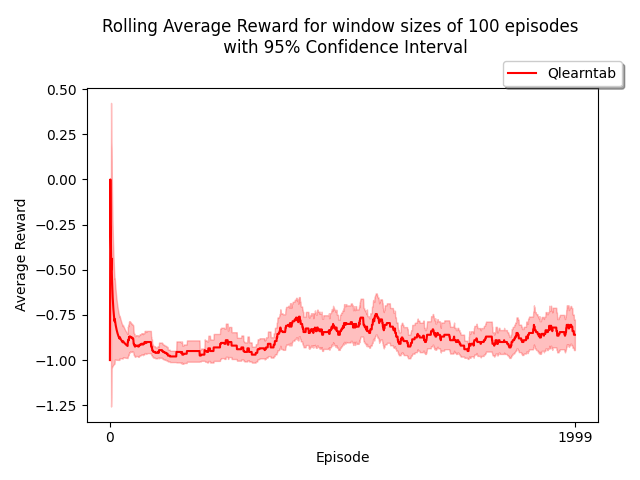 Rolling Average Reward for window sizes of 100 episodes
with 95% Confidence Interval
Qlearntab
0.50
0.25
0.00
−0.25
−0.50
−0.75
−1.00
−1.25
Average Reward
0
1999
Episode